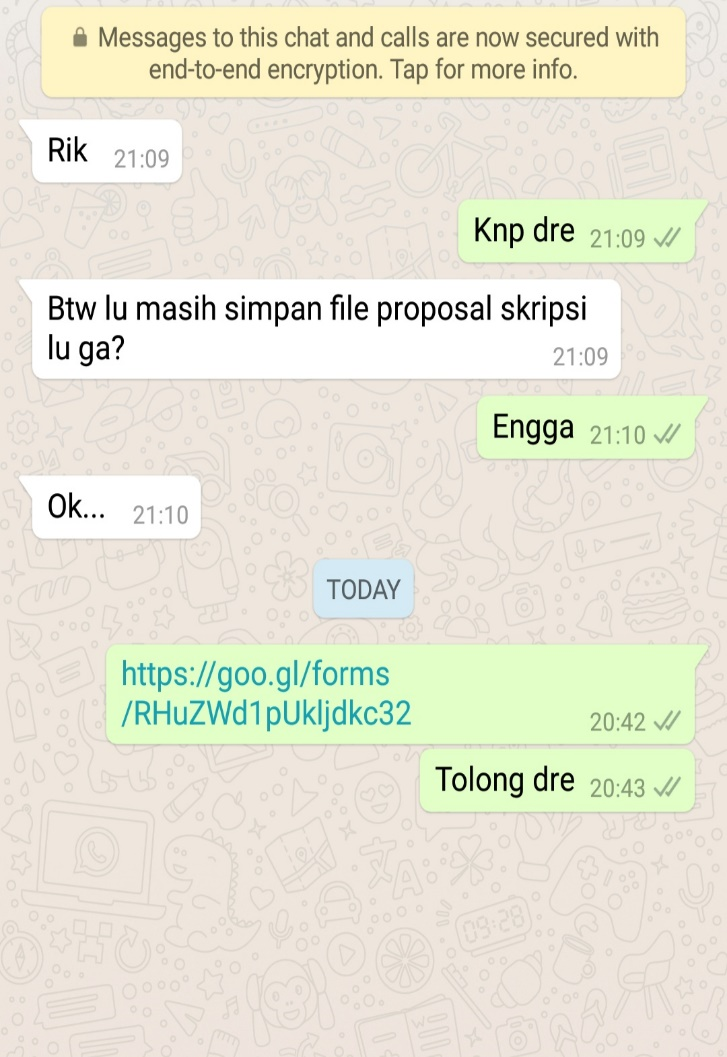 Messages to this chat and calls are now secured with
end-to-end encryption. Tap for more info.
Rik 21:09
Knp dre 21:09
Btw lu masih simpan file proposal skripsi
lu ga? 21:09
Engga 21:10
Ok... 21:10
TODAY
https://goo.gl/forms
/RHuZWd1pUkljdkc32 20:42
Tolong dre 20:43